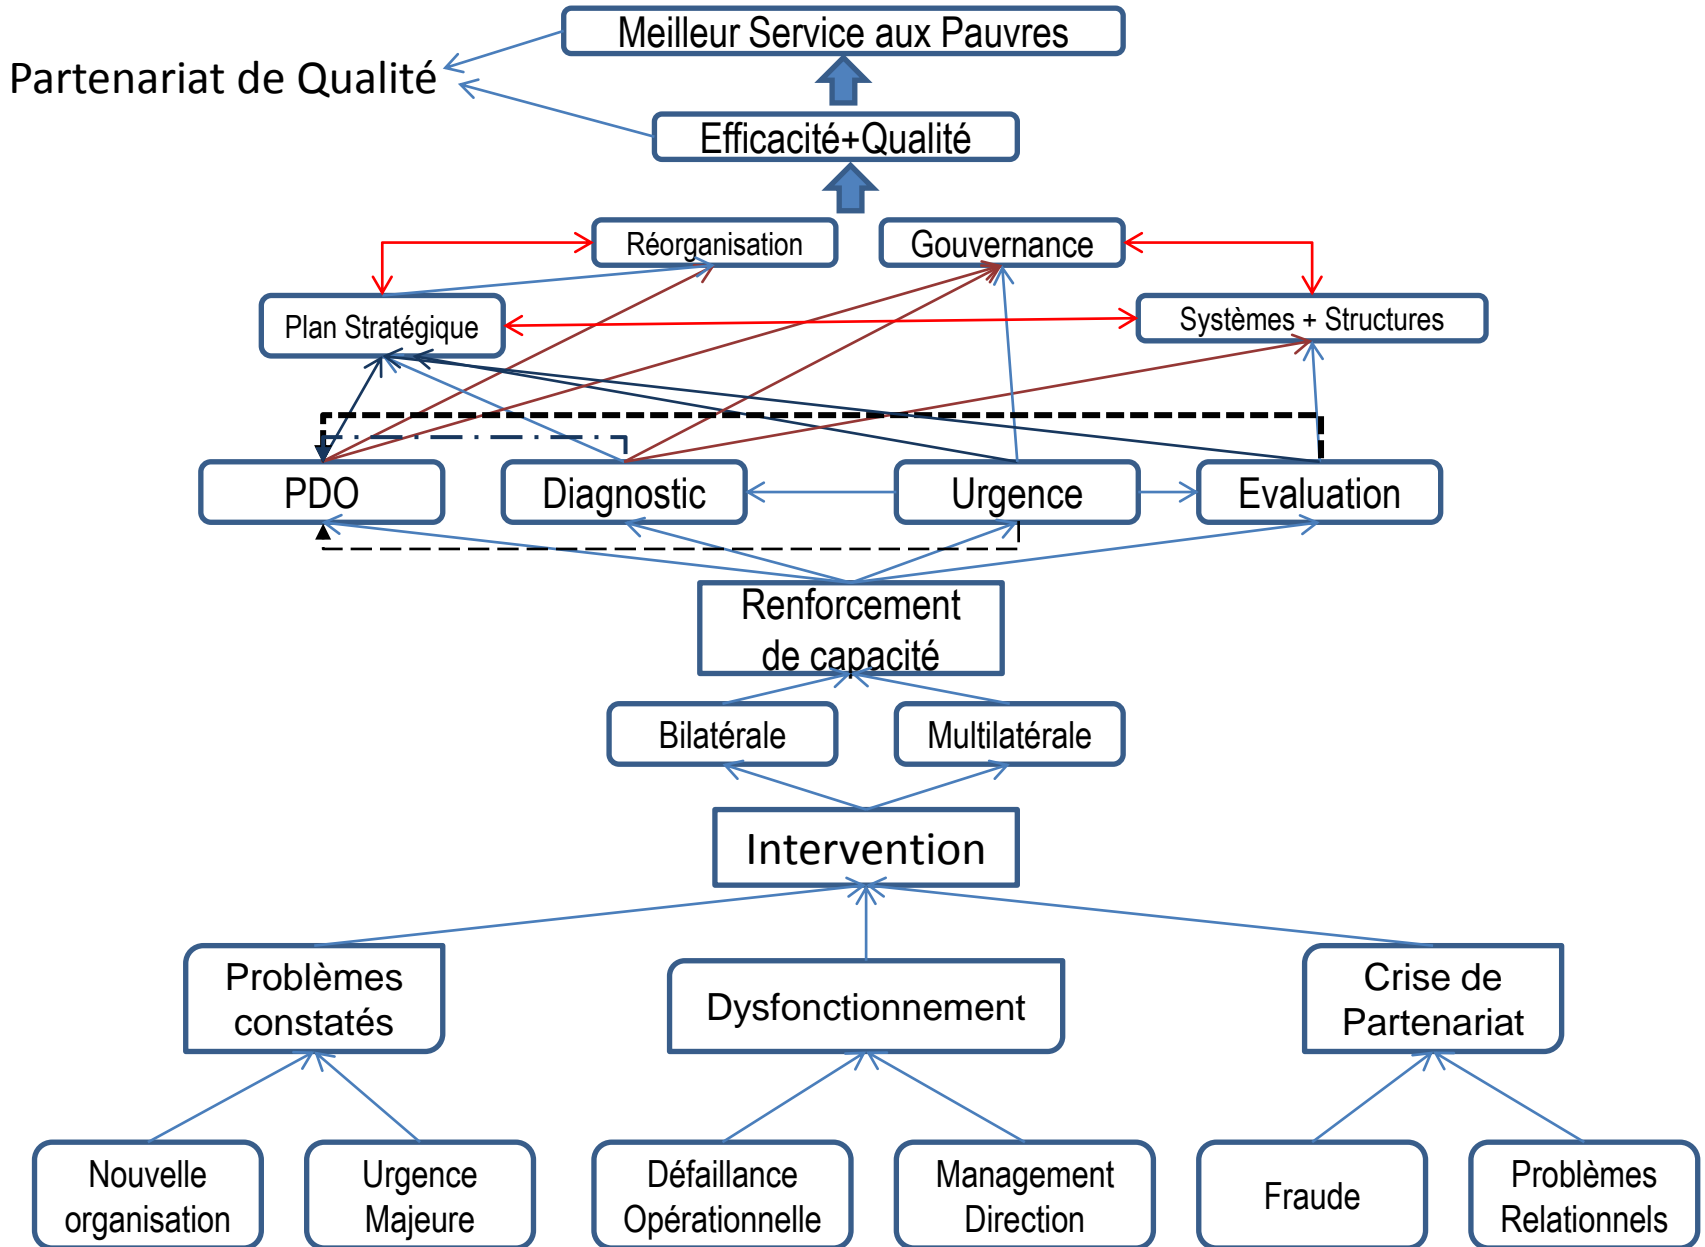 Meilleur Service aux Pauvres
Partenariat de Qualité
Efficacité+Qualité
Réorganisation
Gouvernance
Plan Stratégique
Systèmes + Structures
PDO
Diagnostic
Urgence
Evaluation
Renforcement
de capacité
Bilatérale
Multilatérale
Intervention
Problèmes
constatés
Dysfonctionnement
Crise de
Partenariat
Nouvelle
organisation
Urgence
Majeure
Défaillance
Opérationnelle
Management
Direction
Fraude
Problèmes
Relationnels